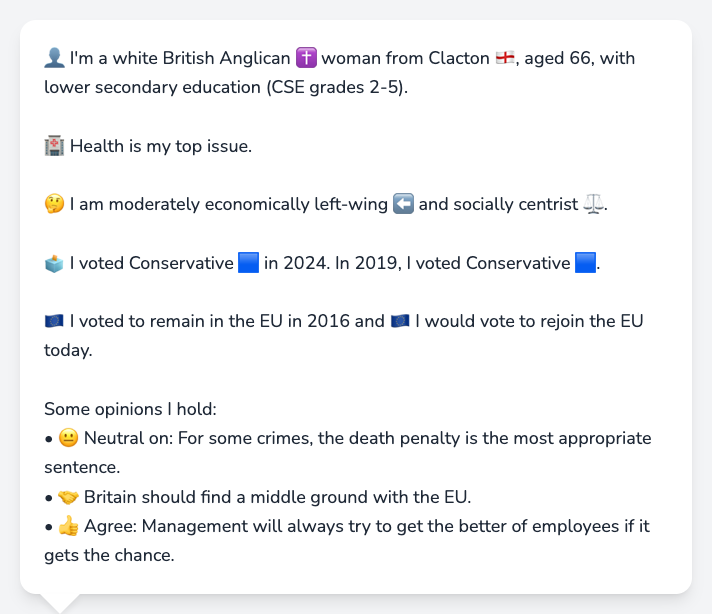 👤 I'm a white British Anglican ✝️ woman from Clacton 🏴󠁧󠁢󠁥󠁮󠁧󠁿, aged 66, with
lower secondary education (CSE grades 2-5).
🏥 Health is my top issue.
🤔 I am moderately economically left-wing ⬅️ and socially centrist ⚖️.
🗳️ I voted Conservative 🟦 in 2024. In 2019, I voted Conservative 🟦.
🇪🇺 I voted to remain in the EU in 2016 and 🇪🇺 I would vote to rejoin the EU
today.
Some opinions I hold:
• 😐 Neutral on: For some crimes, the death penalty is the most appropriate
sentence.
• 🤝 Britain should find a middle ground with the EU.
• 👍 Agree: Management will always try to get the better of employees if it
gets the chance.